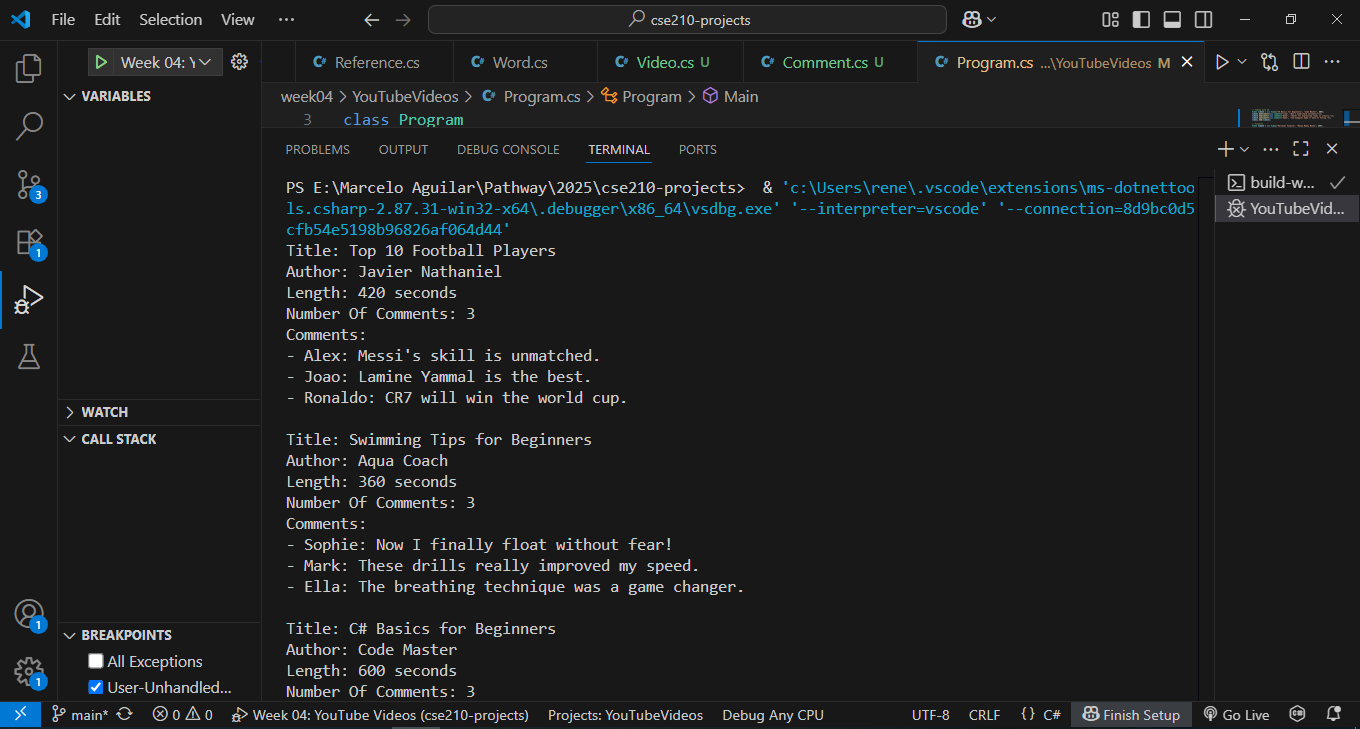 File Edit Selection View ··· cse210-projects
Week 04: Y
Reference.cs Word.cs Video.cs U Comment.cs U Program.cs ...\YouTubeVideos M
VARIABLES
week04 > YouTubeVideos > Program.cs > Program > Main
3 class Program
PROBLEMS OUTPUT DEBUG CONSOLE TERMINAL PORTS
PS E:\Marcelo Aguilar\Pathway\2025\cse210-projects>  & 'c:\Users\rene\.vscode\extensions\ms-dotnettoo
ls.csharp-2.87.31-win32-x64\.debugger\x86_64\vsdbg.exe' '--interpreter=vscode' '--connection=8d9bc0d5
cfb54e5198b96826af064d44'
Title: Top 10 Football Players
Author: Javier Nathaniel
Length: 420 seconds
Number Of Comments: 3
Comments:
- Alex: Messi's skill is unmatched.
- Joao: Lamine Yammal is the best.
- Ronaldo: CR7 will win the world cup.
Title: Swimming Tips for Beginners
Author: Aqua Coach
Length: 360 seconds
Number Of Comments: 3
Comments:
- Sophie: Now I finally float without fear!
- Mark: These drills really improved my speed.
- Ella: The breathing technique was a game changer.
Title: C# Basics for Beginners
Author: Code Master
Length: 600 seconds
Number Of Comments: 3
build-w...
YouTubeVid...
3
1
WATCH
CALL STACK
1
BREAKPOINTS
All Exceptions
1
User-Unhandled...
main* 0 0 Week 04: YouTube Videos (cse210-projects) Projects: YouTubeVideos Debug Any CPU UTF-8 CRLF {} C# Finish Setup Go Live